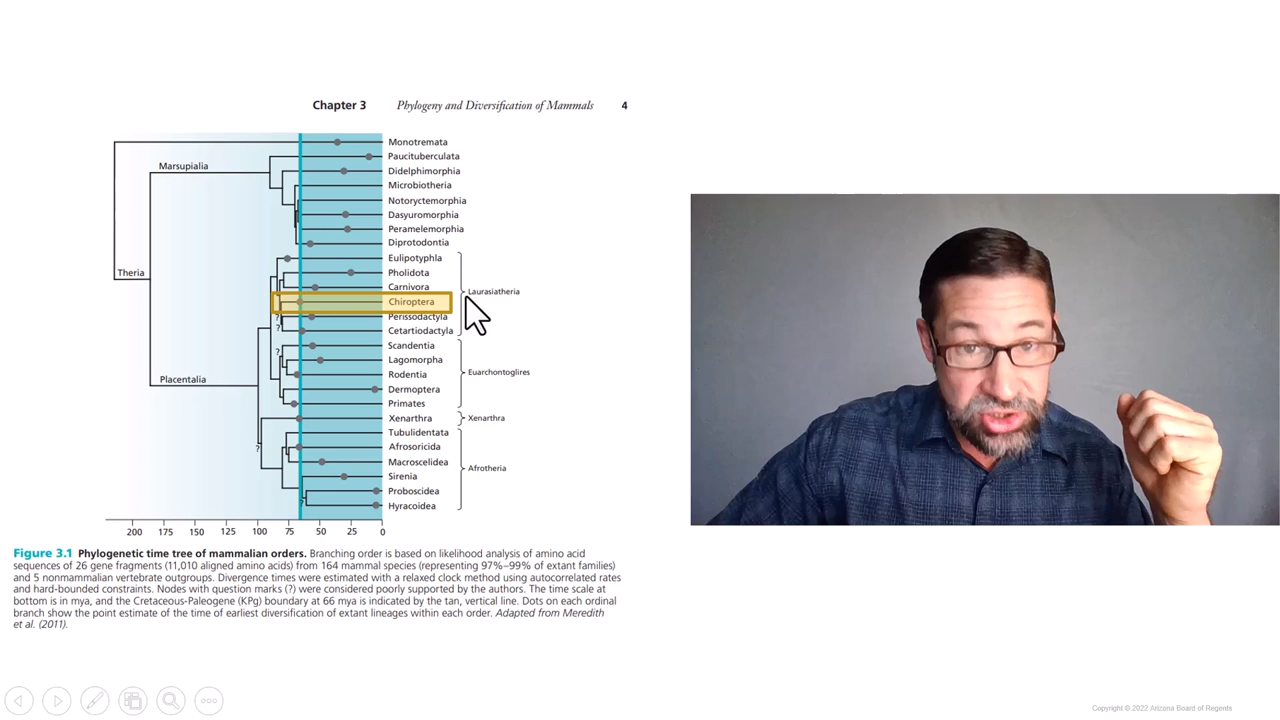 Chapter 3 Phylogeny and Diversification of Mammals 4
Monotremata
Paucituberculata
Marsupialia
Didelphimorphia
Microbiotheria
Notoryctemorphia
Dasyuromorphia
Peramelemorphia
Diprotodontia
Eulipotyphla
Theria
Pholidota
Carnivora
Laurasiatheria
Chiroptera
?
Perissodactyla
?
Cetartiodactyla
Scandentia
?
Lagomorpha
Euarchontoglires
Rodentia
Placentalia
Dermoptera
Primates
Xenarthra
Xenarthra
Tubulidentata
Afrosoricida
?
Macroscelidea
Afrotheria
Sirenia
Proboscidea
?
Hyracoidea
200 175 150 125 100 75 50 25 0
Figure 3.1 Phylogenetic time tree of mammalian orders. Branching order is based on likelihood analysis of amino acid
sequences of 26 gene fragments (11,010 aligned amino acids) from 164 mammal species (representing 97%–99% of extant families)
and 5 nonmammalian vertebrate outgroups. Divergence times were estimated with a relaxed clock method using autocorrelated rates
and hard-bounded constraints. Nodes with question marks (?) were considered poorly supported by the authors. The time scale at
bottom is in mya, and the Cretaceous-Paleogene (KPg) boundary at 66 mya is indicated by the tan, vertical line. Dots on each ordinal
branch show the point estimate of the time of earliest diversification of extant lineages within each order. Adapted from Meredith
et al. (2011).
Copyright © 2022 Arizona Board of Regents